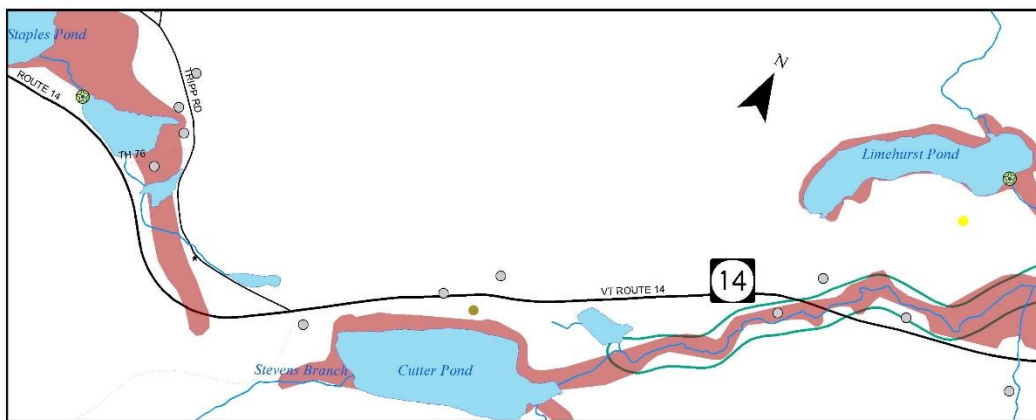 Staples Pond
ROUTE 14
TRIPP RD
N
TH 76
Limehurst Pond
VT ROUTE 14
14
Stevens Branch
Cutter Pond